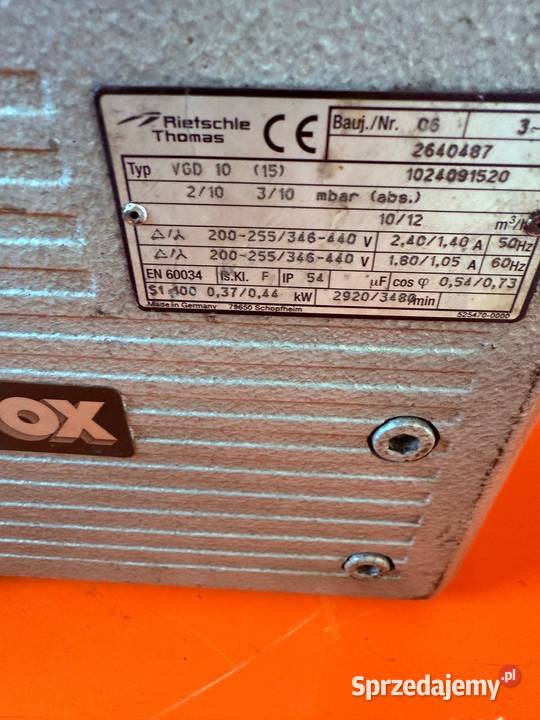 Rietschle
Thomas
CE
Bauj./Nr. 06 3~
2640487
Typ VGD 10 (15) 1024091520
2/10 3/10 mbar (abs.)
10/12
△/⅄ 200-255/346-440 V 2,40/1,40 A 50Hz
△/⅄ 200-255/346-440 V 1,80/1,05 A 60Hz
EN 60034 Is.Kl. F IP 54 µF cos φ 0,54/0,73
S1-100 0,37/0,44 kW 2920/3480/min
Made in Germany 79650 Schopfheim 525470-0000
OX
Sprzedajemy.pl